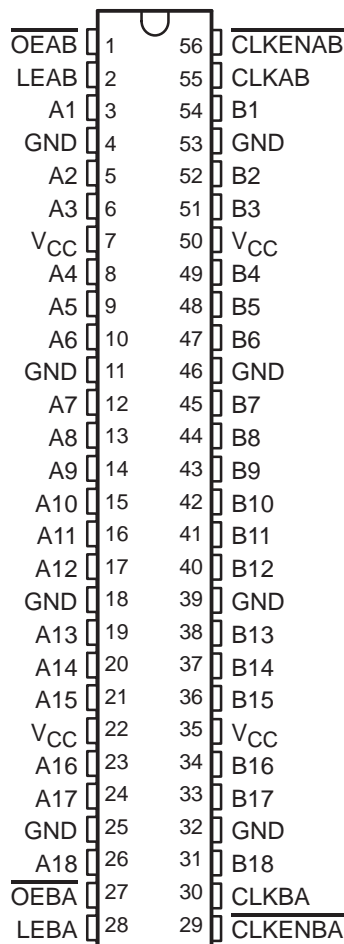 O̅E̅A̅B̅ 1 56 C̅L̅K̅E̅N̅A̅B̅
LEAB 2 55 CLKAB
A1 3 54 B1
GND 4 53 GND
A2 5 52 B2
A3 6 51 B3
VCC 7 50 VCC
A4 8 49 B4
A5 9 48 B5
A6 10 47 B6
GND 11 46 GND
A7 12 45 B7
A8 13 44 B8
A9 14 43 B9
A10 15 42 B10
A11 16 41 B11
A12 17 40 B12
GND 18 39 GND
A13 19 38 B13
A14 20 37 B14
A15 21 36 B15
VCC 22 35 VCC
A16 23 34 B16
A17 24 33 B17
GND 25 32 GND
A18 26 31 B18
O̅E̅B̅A̅ 27 30 CLKBA
LEBA 28 29 C̅L̅K̅E̅N̅B̅A̅